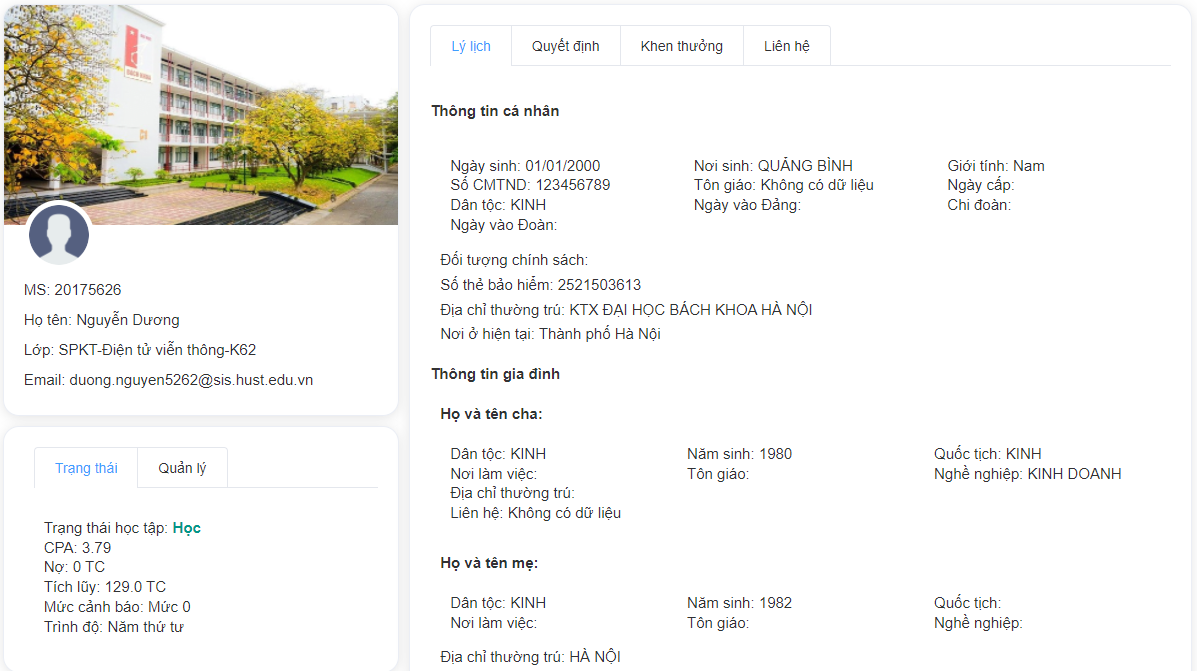 BÁCH KHOA
MS: 20175626
Họ tên: Nguyễn Dương
Lớp: SPKT-Điện tử viễn thông-K62
Email: duong.nguyen5262@sis.hust.edu.vn
Trạng thái Quản lý
Trạng thái học tập: Học
CPA: 3.79
Nợ: 0 TC
Tích lũy: 129.0 TC
Mức cảnh báo: Mức 0
Trình độ: Năm thứ tư
Lý lịch Quyết định Khen thưởng Liên hệ
Thông tin cá nhân
Ngày sinh: 01/01/2000 Nơi sinh: QUẢNG BÌNH Giới tính: Nam
Số CMTND: 123456789 Tôn giáo: Không có dữ liệu Ngày cấp:
Dân tộc: KINH Ngày vào Đảng: Chi đoàn:
Ngày vào Đoàn:
Đối tượng chính sách:
Số thẻ bảo hiểm: 2521503613
Địa chỉ thường trú: KTX ĐẠI HỌC BÁCH KHOA HÀ NỘI
Nơi ở hiện tại: Thành phố Hà Nội
Thông tin gia đình
Họ và tên cha:
Dân tộc: KINH Năm sinh: 1980 Quốc tịch: KINH
Nơi làm việc: Tôn giáo: Nghề nghiệp: KINH DOANH
Địa chỉ thường trú:
Liên hệ: Không có dữ liệu
Họ và tên mẹ:
Dân tộc: KINH Năm sinh: 1982 Quốc tịch:
Nơi làm việc: Tôn giáo: Nghề nghiệp:
Địa chỉ thường trú: HÀ NỘI